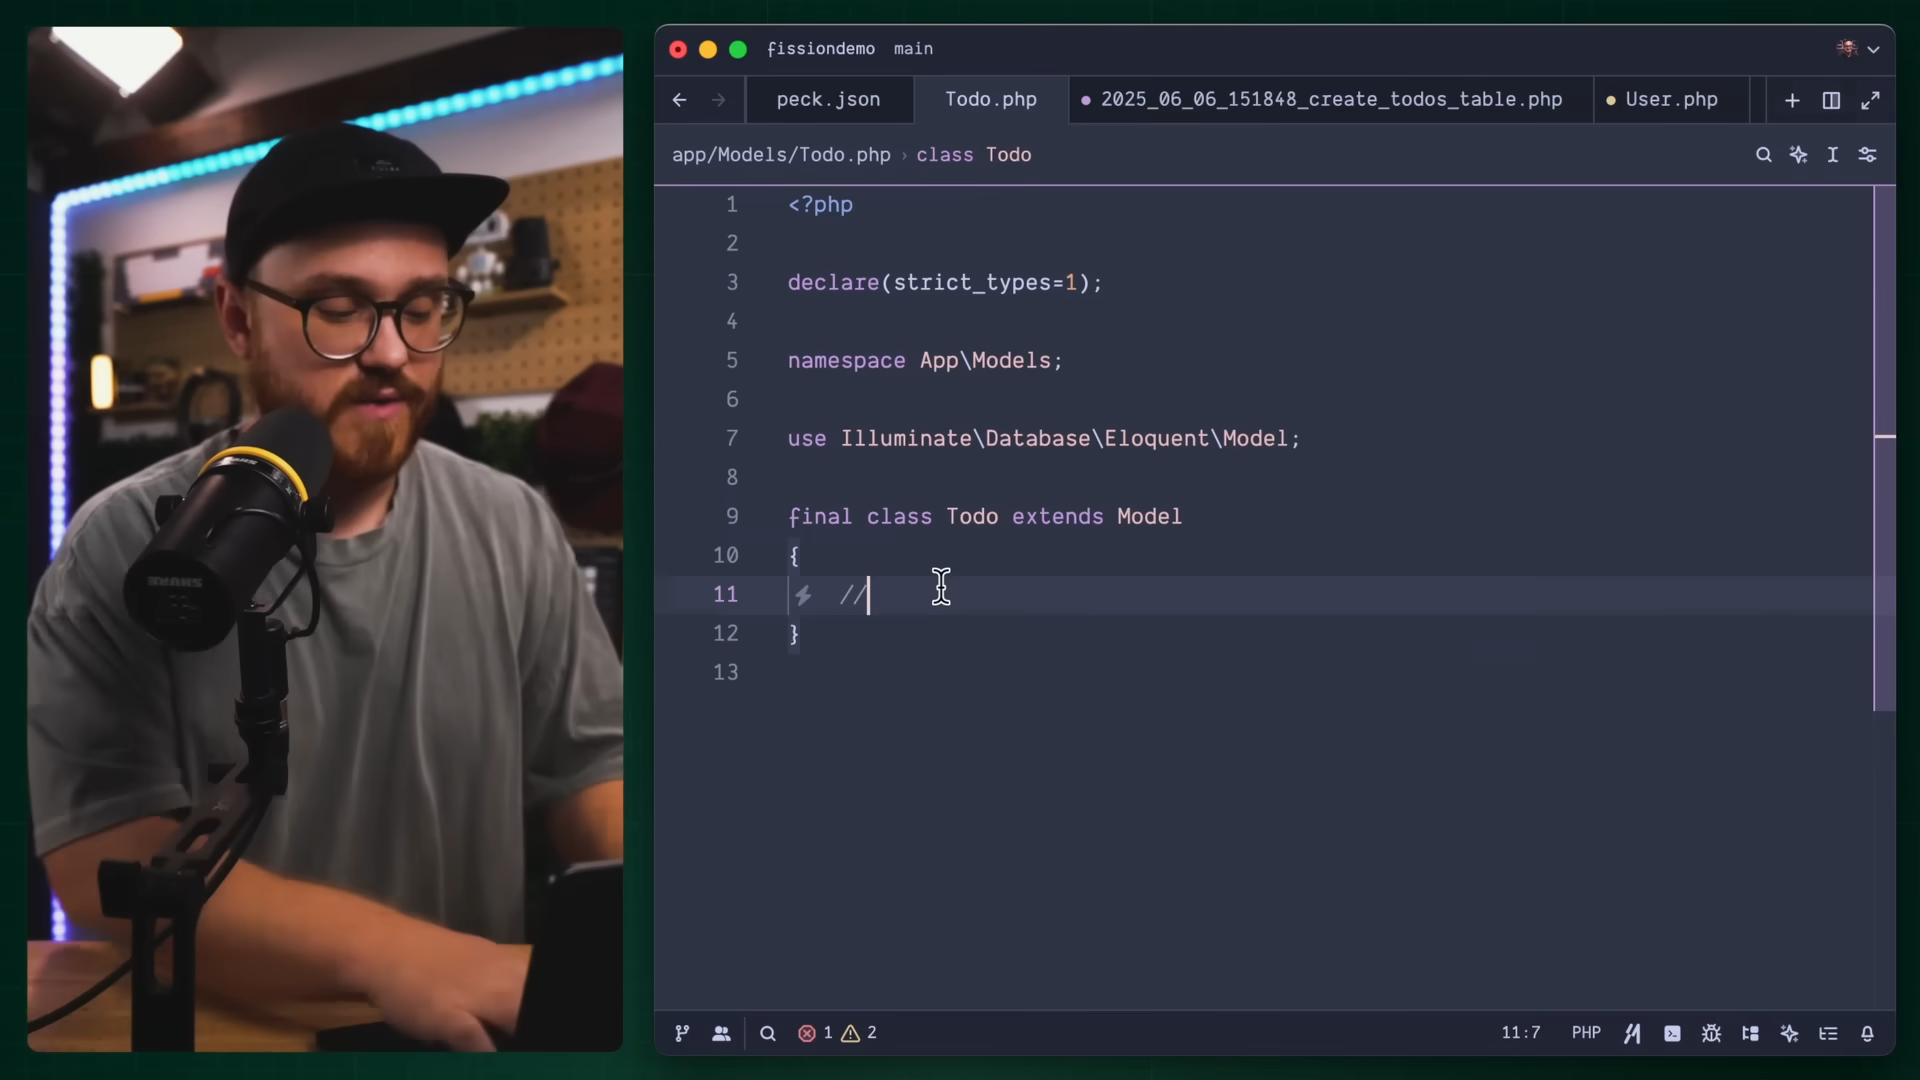 fissiondemo main
peck.json Todo.php 2025_06_06_151848_create_todos_table.php User.php
app/Models/Todo.php › class Todo
1 <?php
2
3 declare(strict_types=1);
4
5 namespace App\Models;
6
7 use Illuminate\Database\Eloquent\Model;
8
9 final class Todo extends Model
10 {
11 //
12 }
13
1 2 11:7 PHP
SHURE